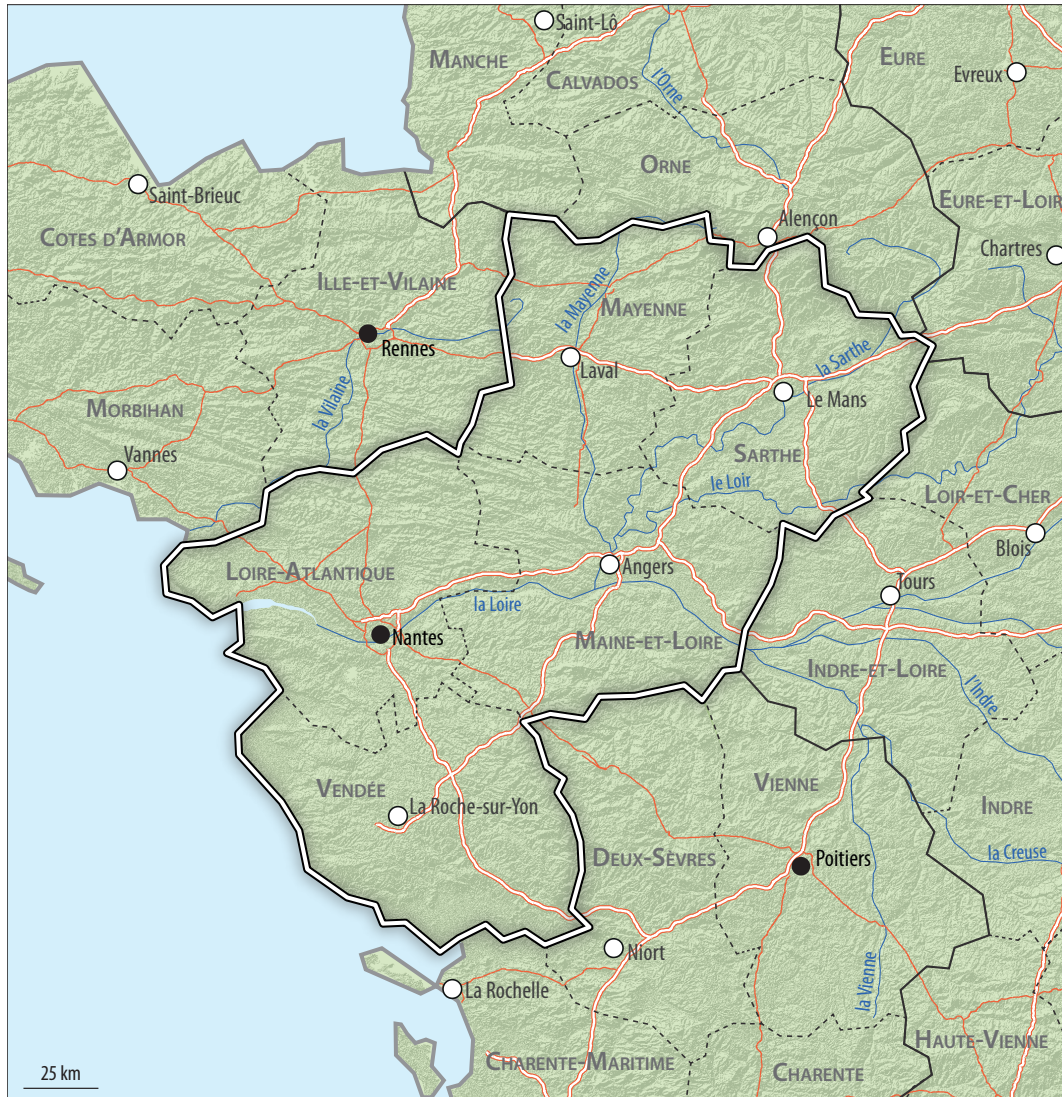 Saint-Lô
MANCHE
EURE
CALVADOS
l'Orne
Evreux
ORNE
Saint-Brieuc
EURE-ET-LOIR
Alençon
COTES D'ARMOR
Chartres
ILLE-ET-VILAINE
la Mayenne
MAYENNE
Rennes
Laval
la Sarthe
Le Mans
la Vilaine
MORBIHAN
Vannes
SARTHE
le Loir
LOIR-ET-CHER
Blois
LOIRE-ATLANTIQUE
Angers
Tours
la Loire
Nantes
MAINE-ET-LOIRE
INDRE-ET-LOIRE
l'Indre
VENDÉE
VIENNE
La Roche-sur-Yon
INDRE
DEUX-SÈVRES
Poitiers
la Creuse
Niort
la Vienne
La Rochelle
HAUTE-VIENNE
CHARENTE-MARITIME
CHARENTE
25 km